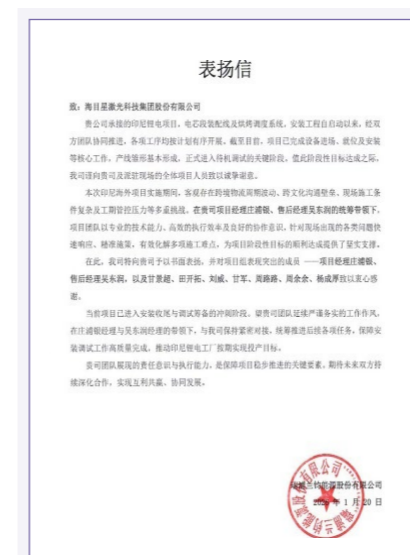 表扬信
致：海目星激光科技集团股份有限公司
贵公司承接的印尼锂电项目，电芯段装配线及烘烤调度系统，安装工程自启动以来，经双
方团队协同推进，各项工序均按计划有序开展。截至目前，项目已完成设备进场、就位及安装
等核心工作，产线雏形基本形成，正式进入待机调试的关键阶段。值此阶段性目标达成之际，
我司谨向贵司及派驻现场的全体项目人员致以诚挚谢意。
本次印尼海外项目实施期间，客观存在跨境物流周期波动、跨文化沟通壁垒、现场施工条
件复杂及工期管控压力等多重挑战。在贵司项目经理庄浦银、售后经理吴东润的统筹带领下，
项目团队以专业的技术能力、高效的执行效率及良好的协作意识，针对现场出现的各类问题快
速响应、精准施策，有效化解多项施工难点，为项目阶段性目标的顺利达成提供了坚实支撑。
在此，我司特向贵司予以书面表扬，并对项目组表现突出的成员 ——项目经理庄浦银、
售后经理吴东润，以及甘景超、田开拓、刘威、甘军、周路路、周余余、杨成厚致以衷心感
谢。
当前项目已进入安装收尾与调试筹备的冲刺阶段。望贵司团队延续严谨务实的工作作风，
在庄浦银经理与吴东润经理的带领下，与我司保持紧密对接，统筹推进后续各项任务，保障安
装调试工作高质量完成，推动印尼锂电工厂按期实现投产目标。
贵司团队展现的责任意识与执行能力，是保障项目稳步推进的关键要素，期待未来双方持
续深化合作，实现互利共赢、协同发展。
兰钧能源股份有限公司
年 1 月 20 日